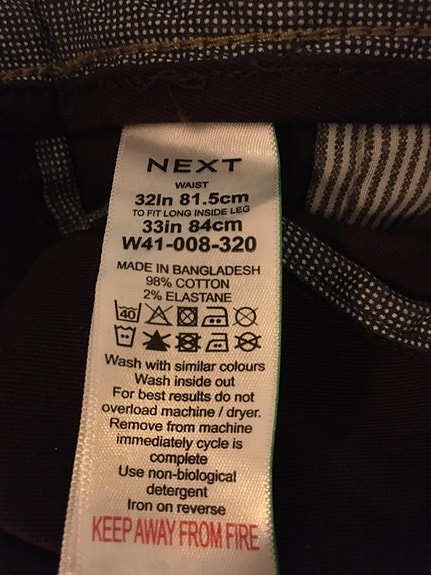 NEXT
WAIST
32in 81.5cm
TO FIT LONG INSIDE LEG
33in 84cm
W41-008-320
MADE IN BANGLADESH
98% COTTON
2% ELASTANE
40
Wash with similar colours
Wash inside out
For best results do not
overload machine / dryer.
Remove from machine
immediately cycle is
complete
Use non-biological
detergent
Iron on reverse
KEEP AWAY FROM FIRE